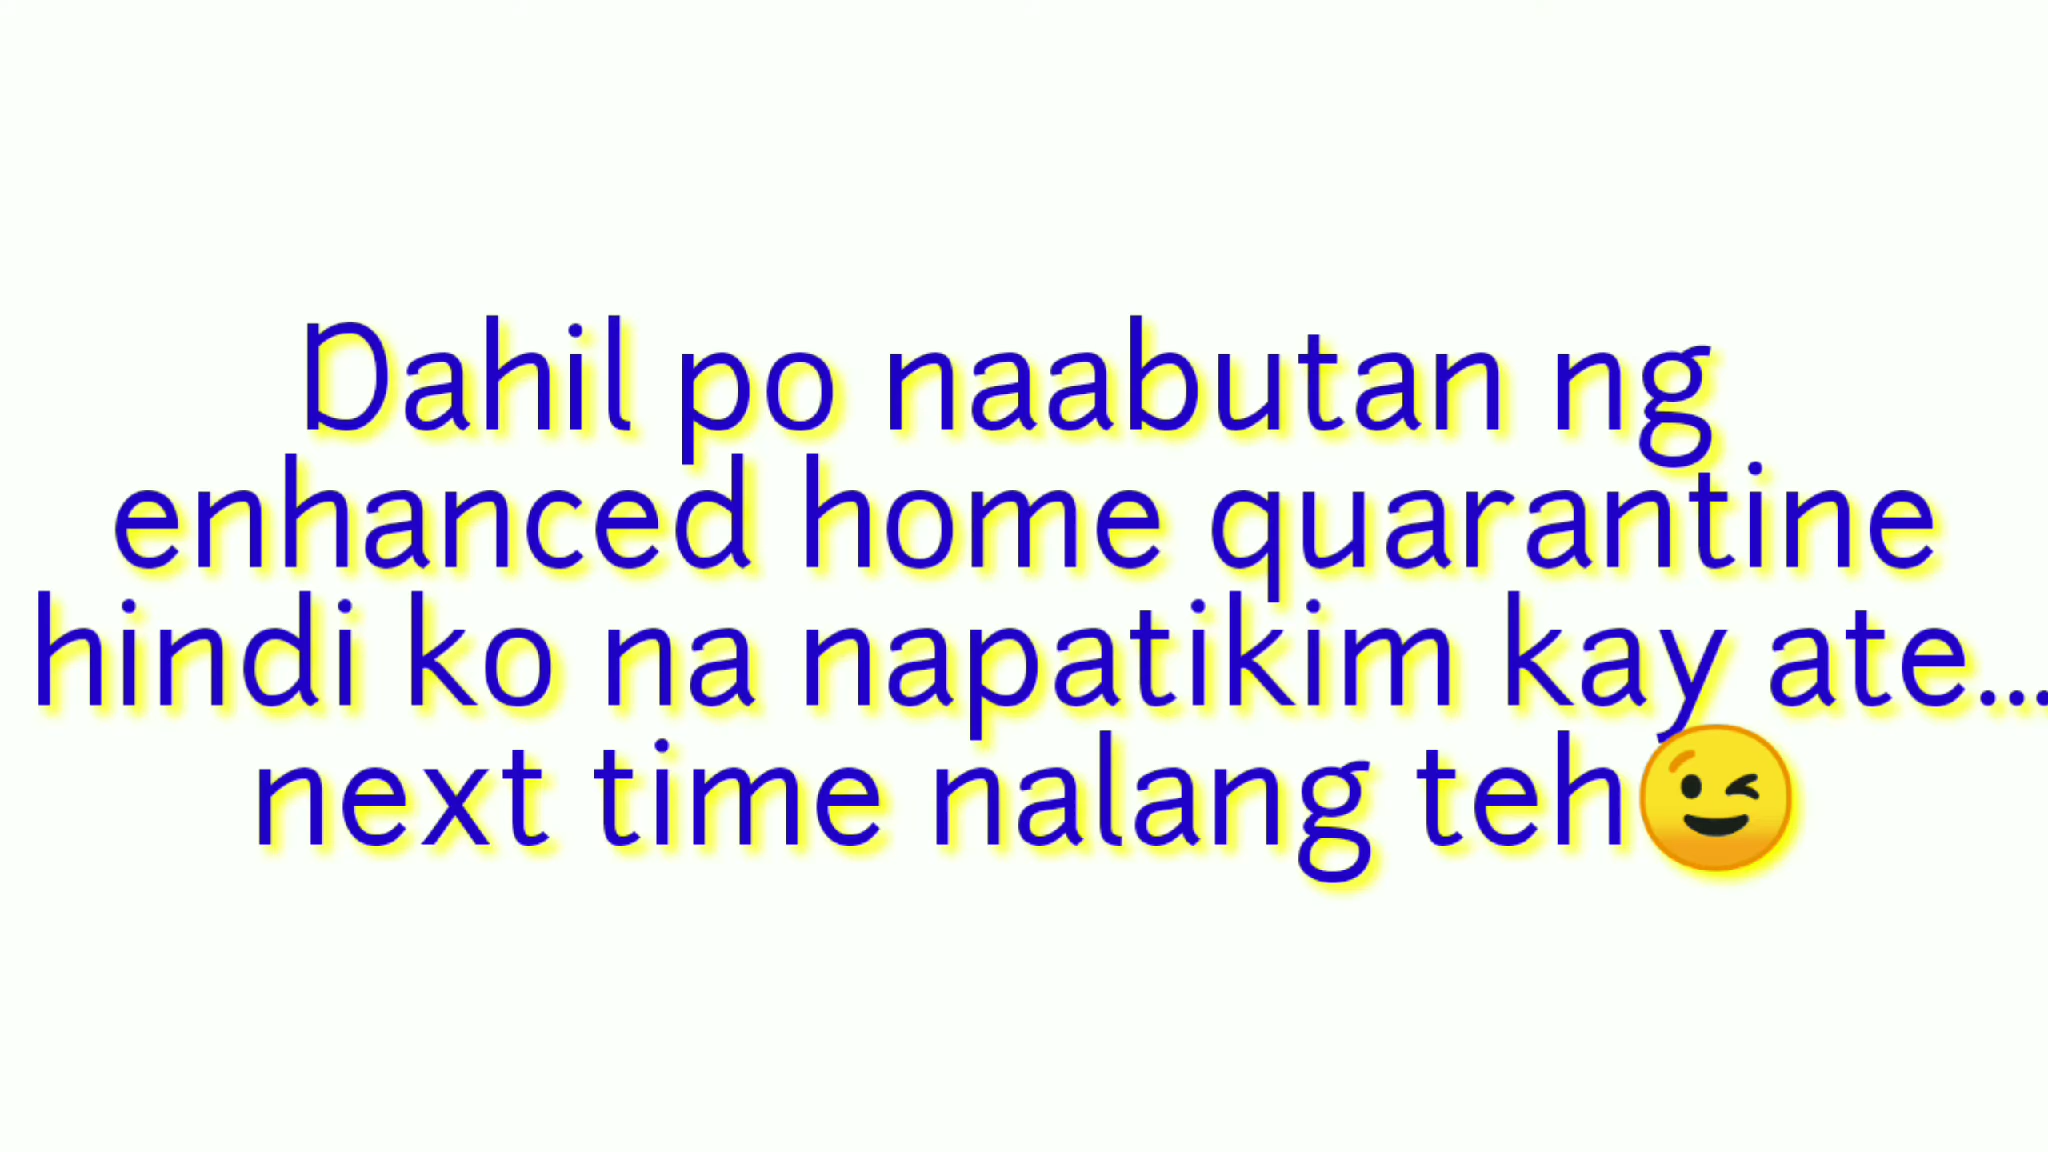 Dahil po naabutan ng
enhanced home quarantine
hindi ko na napatikim kay ate...
next time nalang teh😉